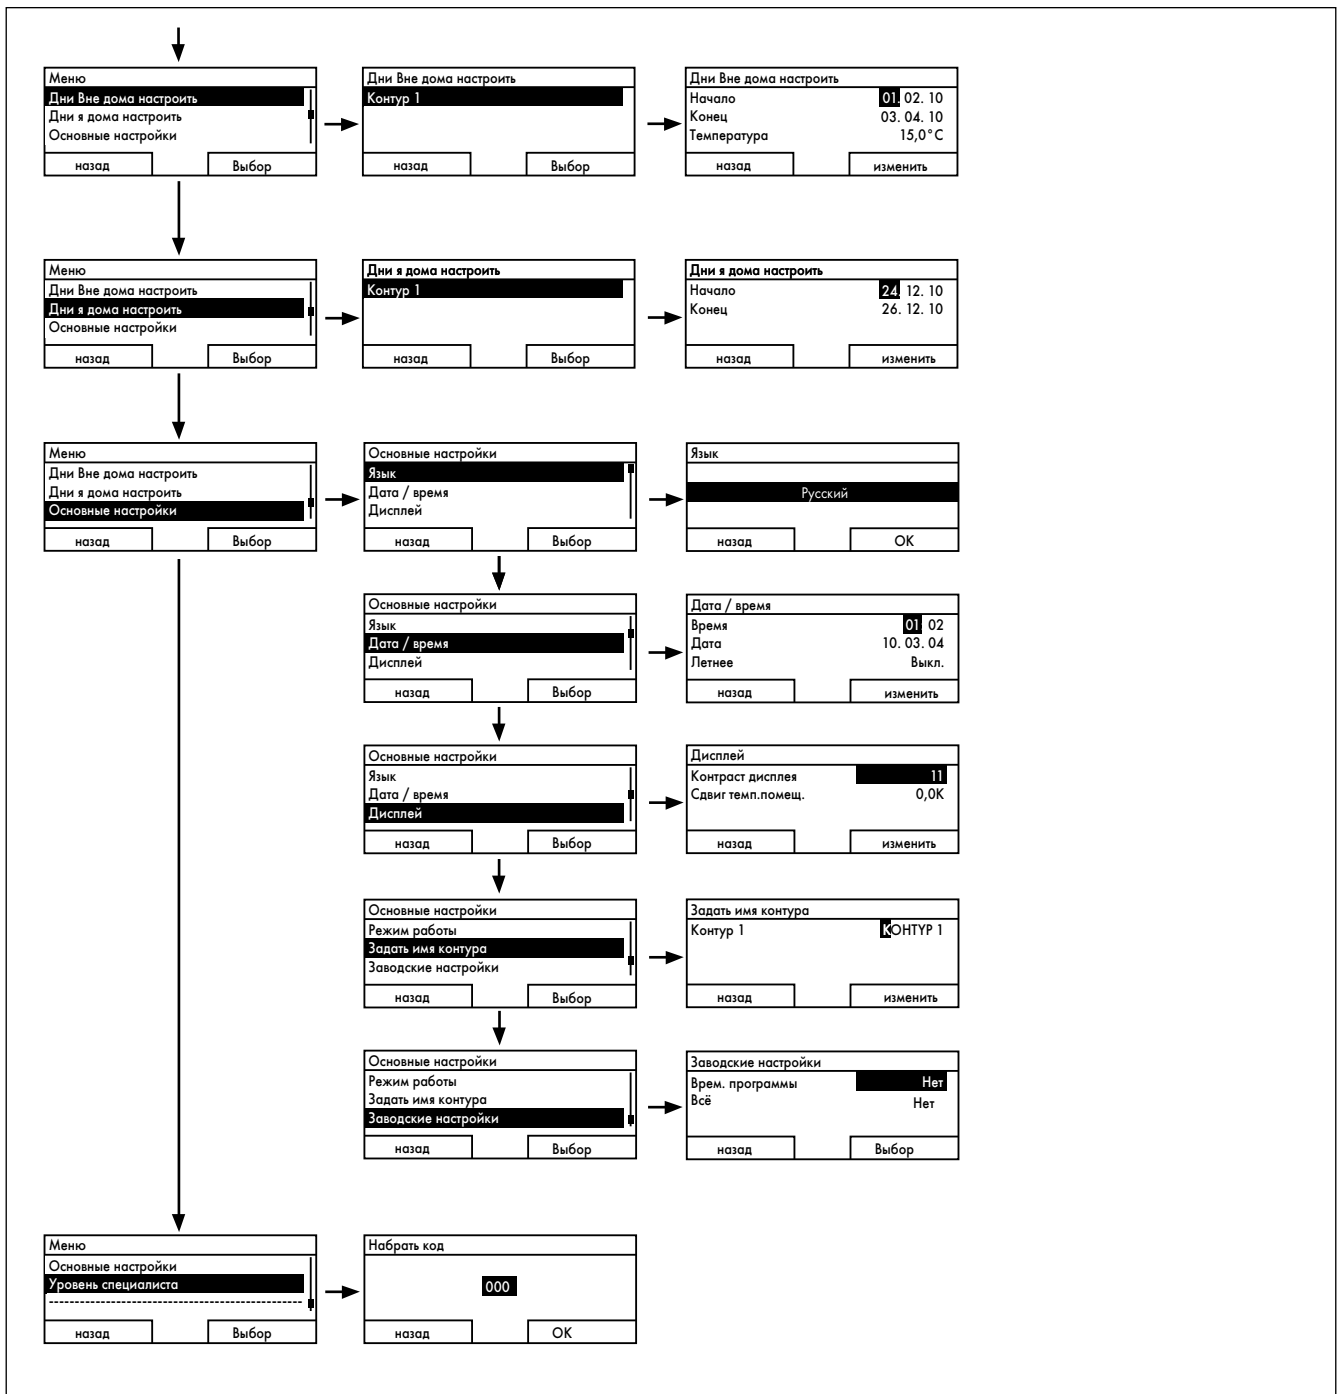 Меню
Дни Вне дома настроить
Дни я дома настроить
Основные настройки
назад Выбор
Дни Вне дома настроить
Контур 1
назад Выбор
Дни Вне дома настроить
Начало 01. 02. 10
Конец 03. 04. 10
Температура 15,0°C
назад изменить
Меню
Дни Вне дома настроить
Дни я дома настроить
Основные настройки
назад Выбор
Дни я дома настроить
Контур 1
назад Выбор
Дни я дома настроить
Начало 24. 12. 10
Конец 26. 12. 10
назад изменить
Меню
Дни Вне дома настроить
Дни я дома настроить
Основные настройки
назад Выбор
Основные настройки
Язык
Дата / время
Дисплей
назад Выбор
Язык
Русский
назад OK
Основные настройки
Язык
Дата / время
Дисплей
назад Выбор
Дата / время
Время 01 02
Дата 10. 03. 04
Летнее Выкл.
назад изменить
Основные настройки
Язык
Дата / время
Дисплей
назад Выбор
Дисплей
Контраст дисплея 11
Сдвиг темп.помещ. 0,0K
назад изменить
Основные настройки
Режим работы
Задать имя контура
Заводские настройки
назад Выбор
Задать имя контура
Контур 1 КОНТУР 1
назад изменить
Основные настройки
Режим работы
Задать имя контура
Заводские настройки
назад Выбор
Заводские настройки
Врем. программы Нет
Всё Нет
назад Выбор
Меню
Основные настройки
Уровень специалиста
назад Выбор
Набрать код
000
назад OK